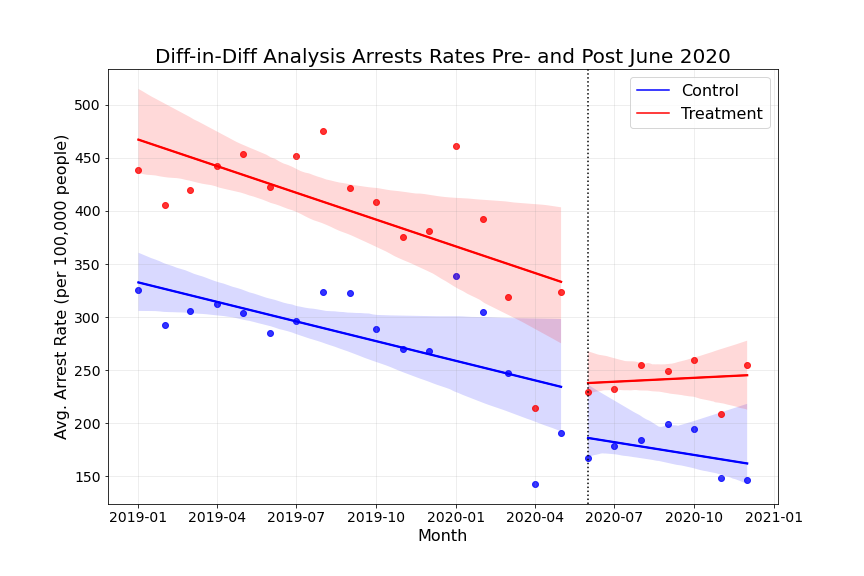 Diff-in-Diff Analysis Arrests Rates Pre- and Post June 2020
Control
Treatment
Avg. Arrest Rate (per 100,000 people)
500
450
400
350
300
250
200
150
2019-01 2019-04 2019-07 2019-10 2020-01 2020-04 2020-07 2020-10 2021-01
Month